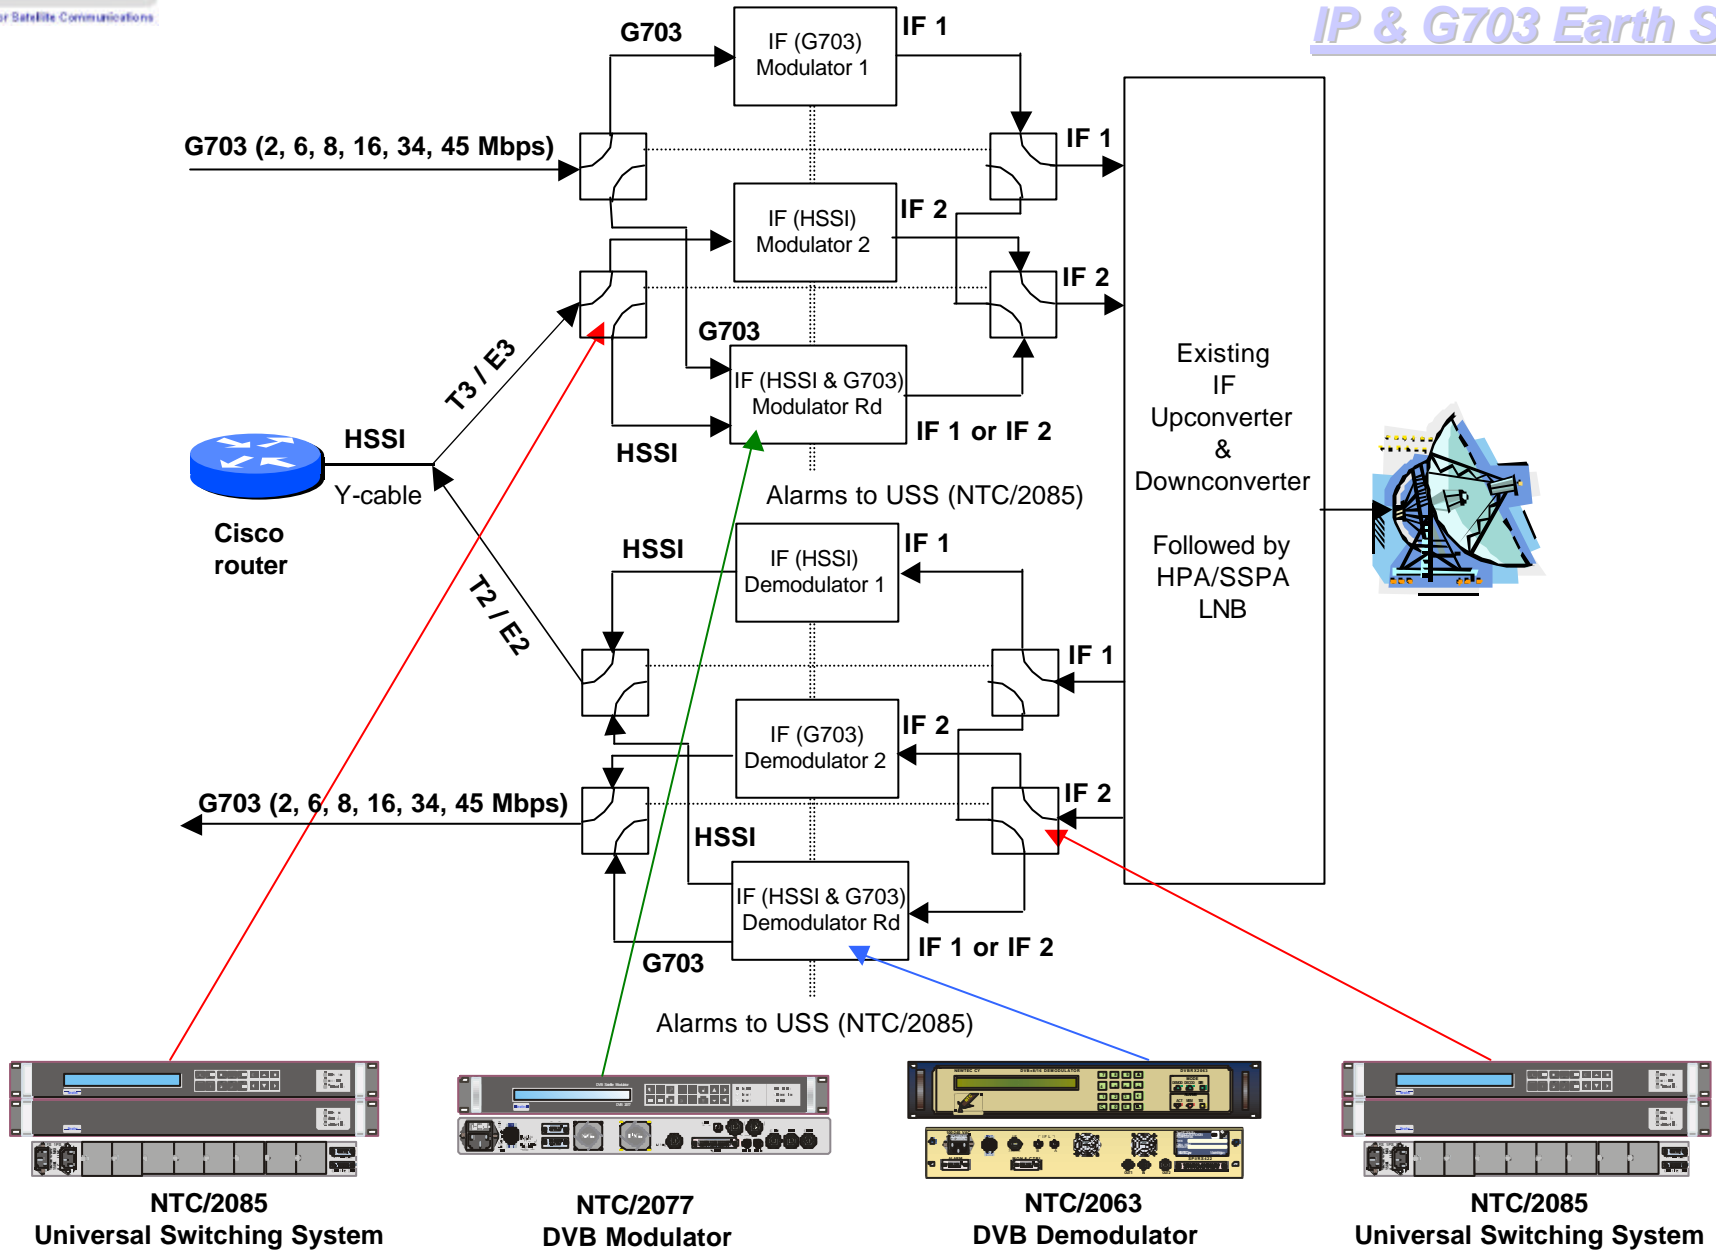 or Satellite Communications
IP & G703 Earth S
G703
IF (G703)
Modulator 1
IF 1
G703 (2, 6, 8, 16, 34, 45 Mbps)
IF 1
IF (HSSI)
Modulator 2
IF 2
IF 2
G703
T3 / E3
IF (HSSI & G703)
Modulator Rd
IF 1 or IF 2
HSSI
HSSI
Y-cable
Cisco
router
Alarms to USS (NTC/2085)
Existing
IF
Upconverter
&
Downconverter
Followed by
HPA/SSPA
LNB
HSSI
IF (HSSI)
Demodulator 1
IF 1
T2 / E2
IF 1
IF (G703)
Demodulator 2
IF 2
IF 2
G703 (2, 6, 8, 16, 34, 45 Mbps)
HSSI
IF (HSSI & G703)
Demodulator Rd
IF 1 or IF 2
G703
Alarms to USS (NTC/2085)
NTC/2085
Universal Switching System
NTC/2077
DVB Modulator
NTC/2063
DVB Demodulator
NTC/2085
Universal Switching System